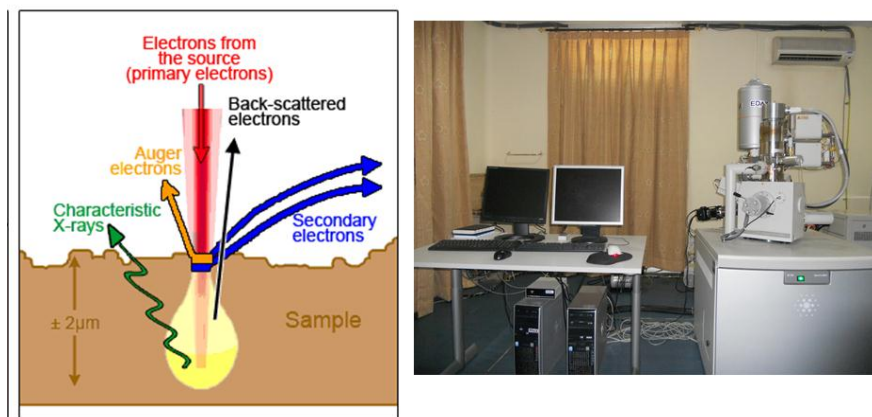 Electrons from
the source
(primary electrons)
Back-scattered
electrons
Auger
electrons
Characteristic
X-rays
Secondary
electrons
± 2µm
Sample
EDAX